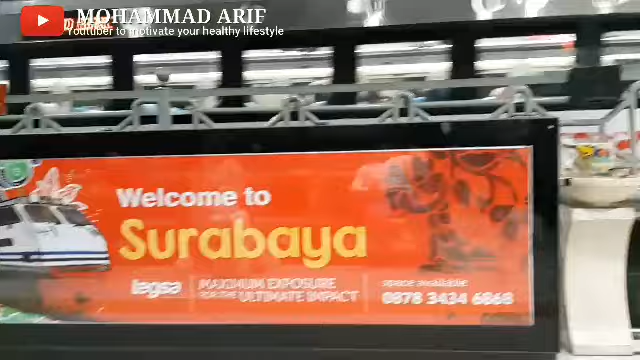 MOHAMMAD ARIF
Youtuber to motivate your healthy lifestyle
Welcome to
Surabaya
legsa
MAXIMUM EXPOSURE
FOR THE ULTIMATE IMPACT
space available
0878 3434 6868